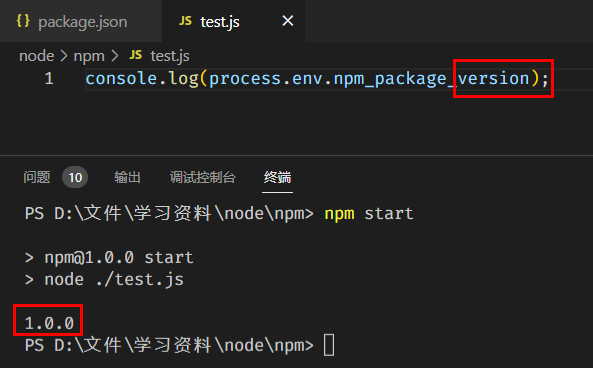 {} package.json JS test.js ×
node > npm > JS test.js
1 console.log(process.env.npm_package_version);
问题 10 输出 调试控制台 终端
PS D:\文件\学习资料\node\npm> npm start
> npm@1.0.0 start
> node ./test.js
1.0.0
PS D:\文件\学习资料\node\npm>